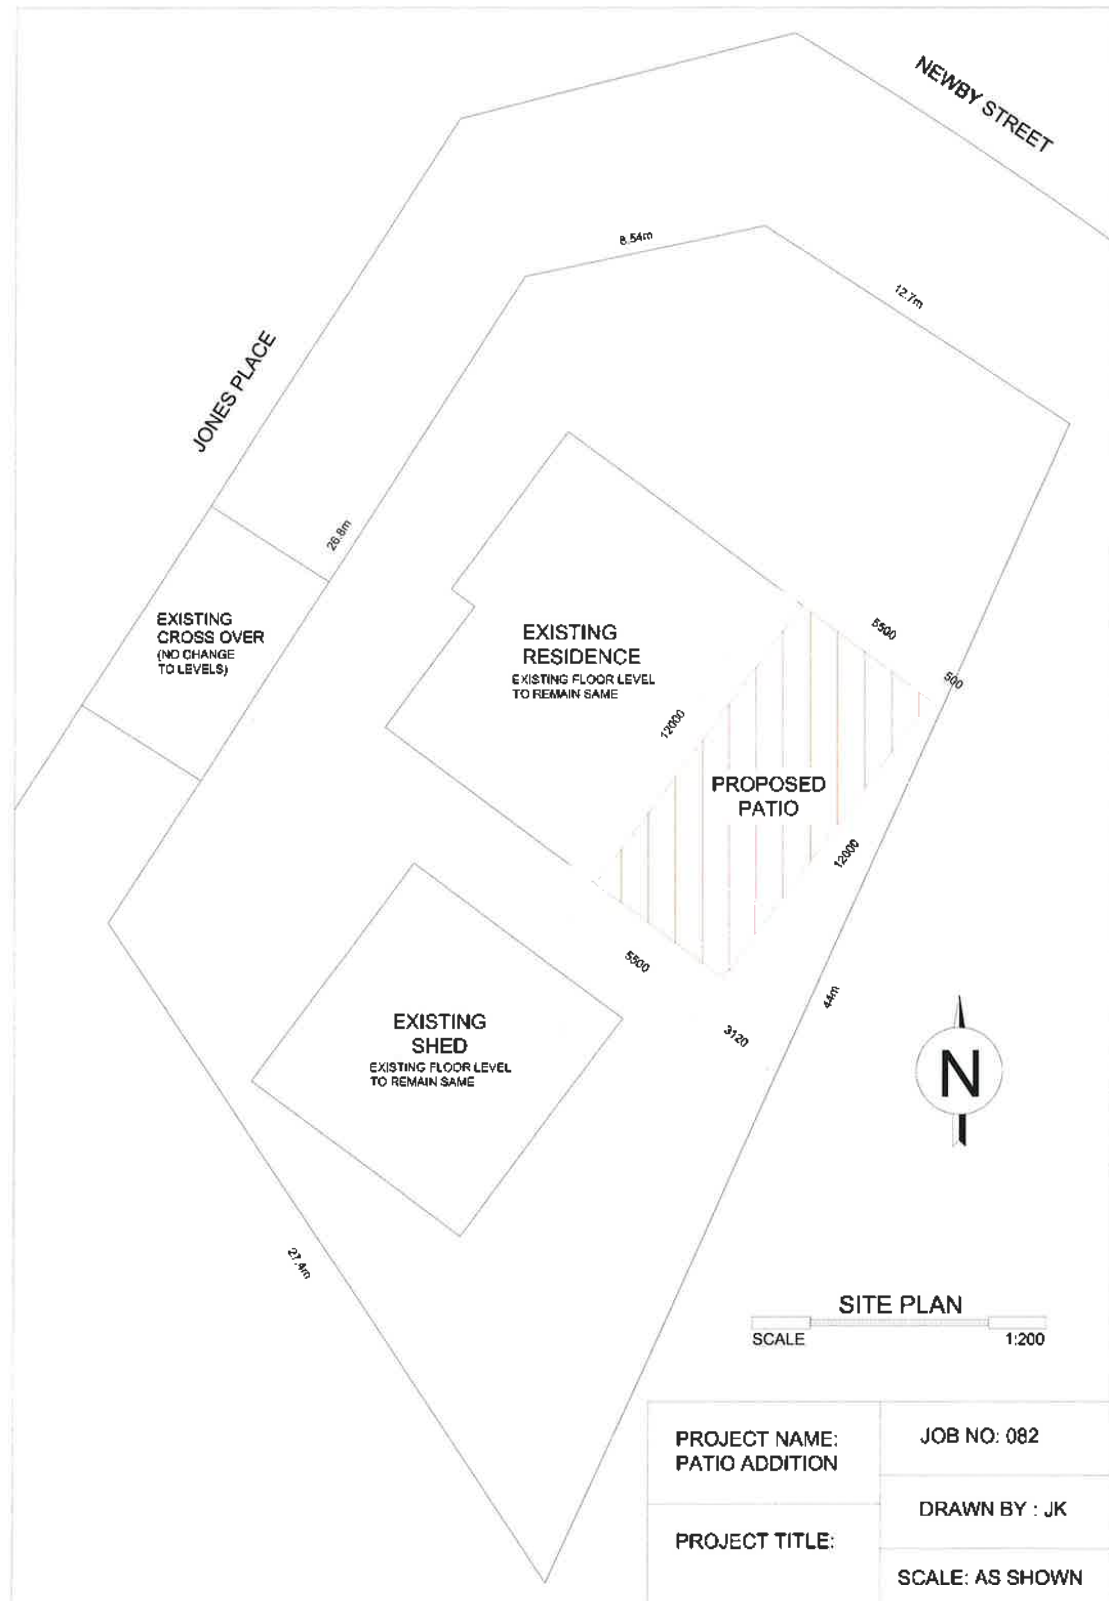 NEWBY STREET
8.54m
12.7m
JONES PLACE
26.8m
EXISTING
CROSS OVER
(NO CHANGE
TO LEVELS)
EXISTING
RESIDENCE
EXISTING FLOOR LEVEL
TO REMAIN SAME
5500
500
12000
PROPOSED
PATIO
12000
5500
44m
3120
EXISTING
SHED
EXISTING FLOOR LEVEL
TO REMAIN SAME
N
27.4m
SITE PLAN
SCALE 1:200
PROJECT NAME:
PATIO ADDITION
JOB NO: 082
DRAWN BY : JK
PROJECT TITLE:
SCALE: AS SHOWN